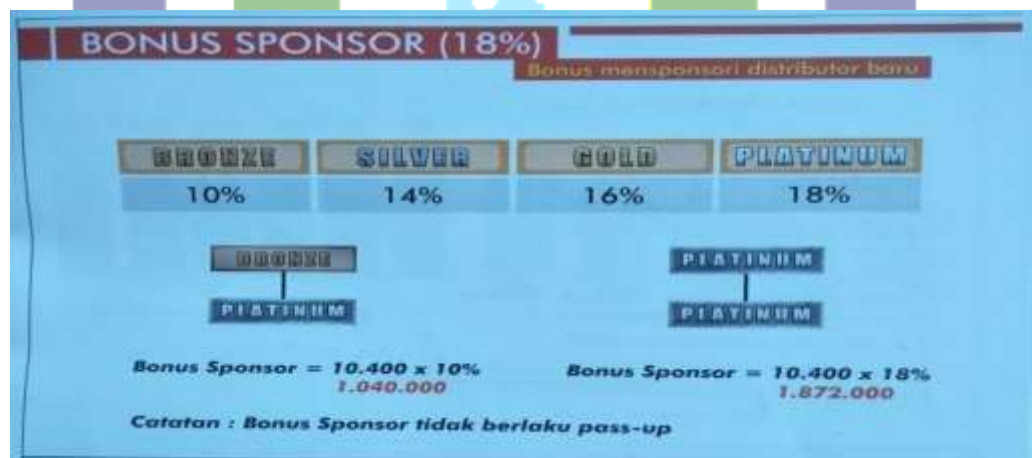 BONUS SPONSOR (18%)
Bonus mensponsori distributor baru
BRONZE SILVER GOLD PLATINUM
10% 14% 16% 18%
BRONZE PLATINUM
PLATINUM PLATINUM
Bonus Sponsor = 10.400 x 10% Bonus Sponsor = 10.400 x 18%
1.040.000 1.872.000
Catatan : Bonus Sponsor tidak berlaku pass-up